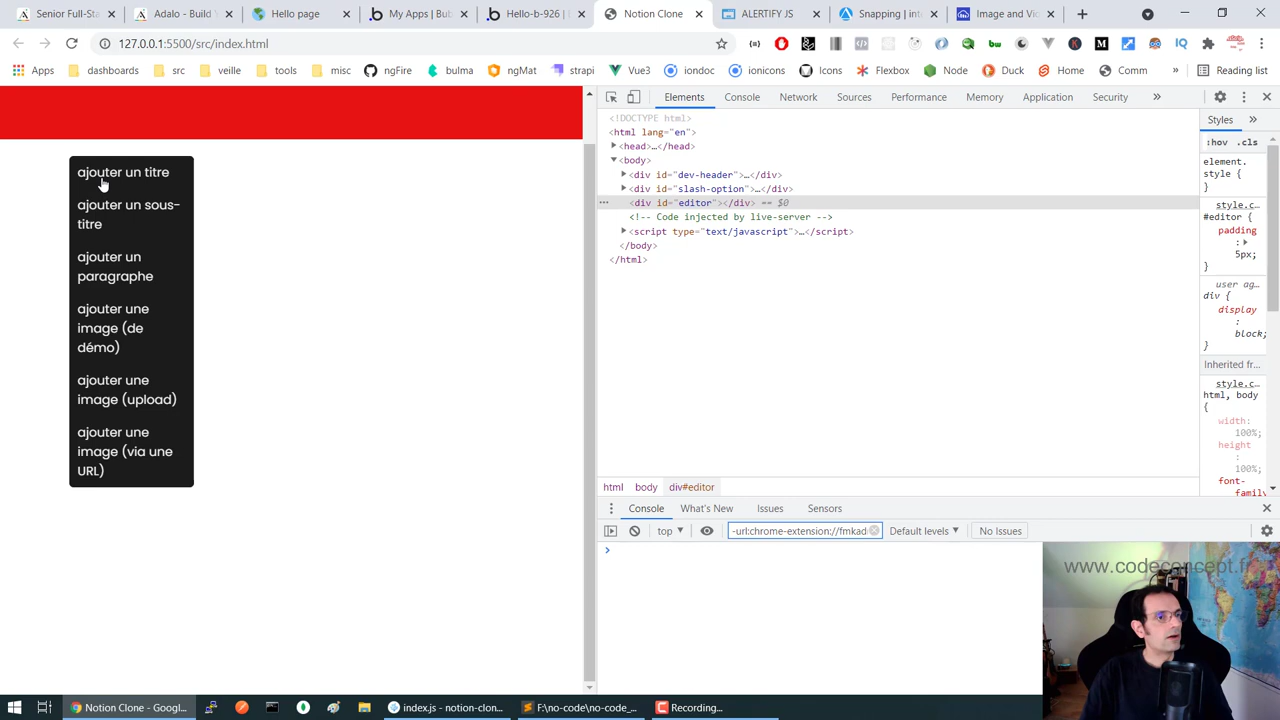 Senior Full-Sta
Adalo - Build Y
Hello page
My Apps | Bub
Hello-b-926 | B
Notion Clone
ALERTIFY JS
Snapping | int
Image and Vid
127.0.0.1:5500/src/index.html
Apps
dashboards
src
veille
tools
misc
ngFire
bulma
ngMat
strapi
Vue3
iondoc
ionicons
Icons
Flexbox
Node
Duck
Home
Comm
»
Reading list
Elements
Console
Network
Sources
Performance
Memory
Application
Security
»
Styles
»
<!DOCTYPE html>
<html lang="en">
<head>…</head>
<body>
<div id="dev-header">…</div>
<div id="slash-option">…</div>
<div id="editor"></div> == $0
<!-- Code injected by live-server -->
<script type="text/javascript">…</script>
</body>
</html>
:hov .cls
element.
style {
}
style.c…
#editor {
padding
:
5px;
}
user ag…
div {
display
:
block;
}
Inherited fr…
style.c…
html, body
{
width:
100%;
height
:
100%;
font-
family
ajouter un titre
ajouter un sous-
titre
ajouter un
paragraphe
ajouter une
image (de
démo)
ajouter une
image (upload)
ajouter une
image (via une
URL)
html
body
div#editor
Console
What's New
Issues
Sensors
top
-url:chrome-extension://fmkad
Default levels
No Issues
www.codeconcept.fr
Notion Clone - Googl...
index.js - notion-clon...
F:\no-code\no-code_...
Recording...